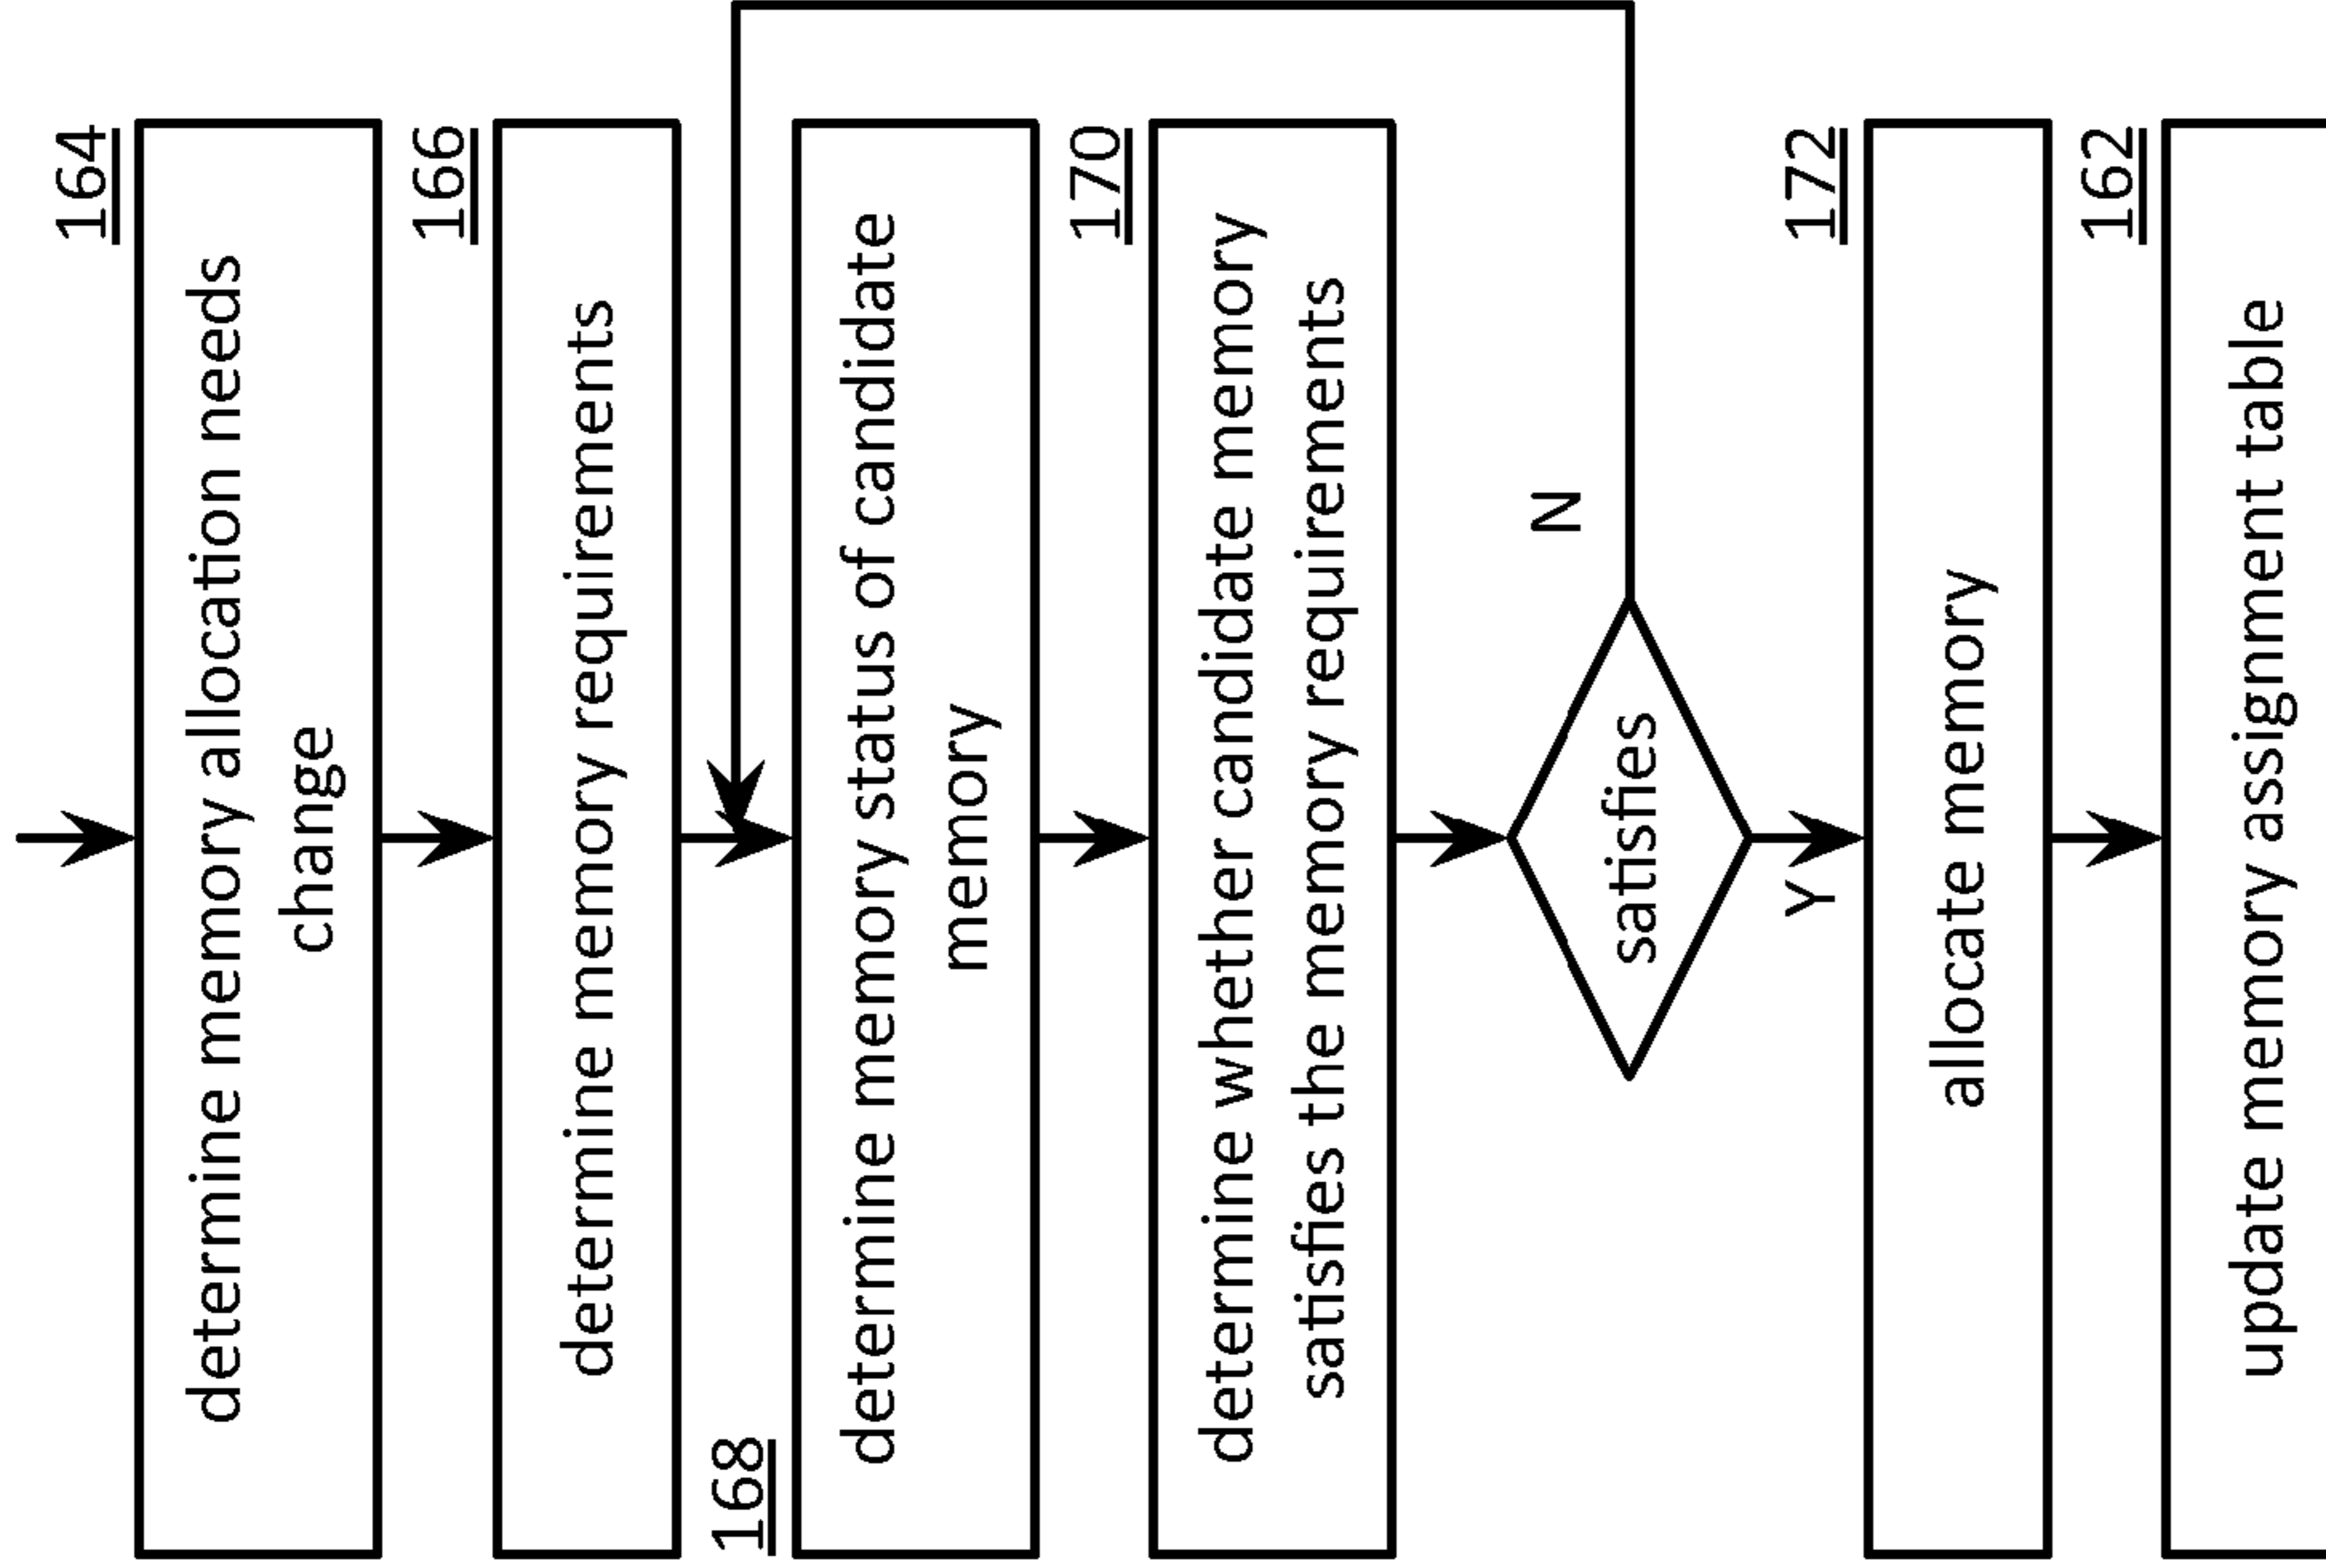 164
determine memory allocation needs
change
166
determine memory requirements
168
determine memory status of candidate
memory
170
determine whether candidate memory
satisfies the memory requirements
satisfies
N
Y
172
allocate memory
162
update memory assignment table